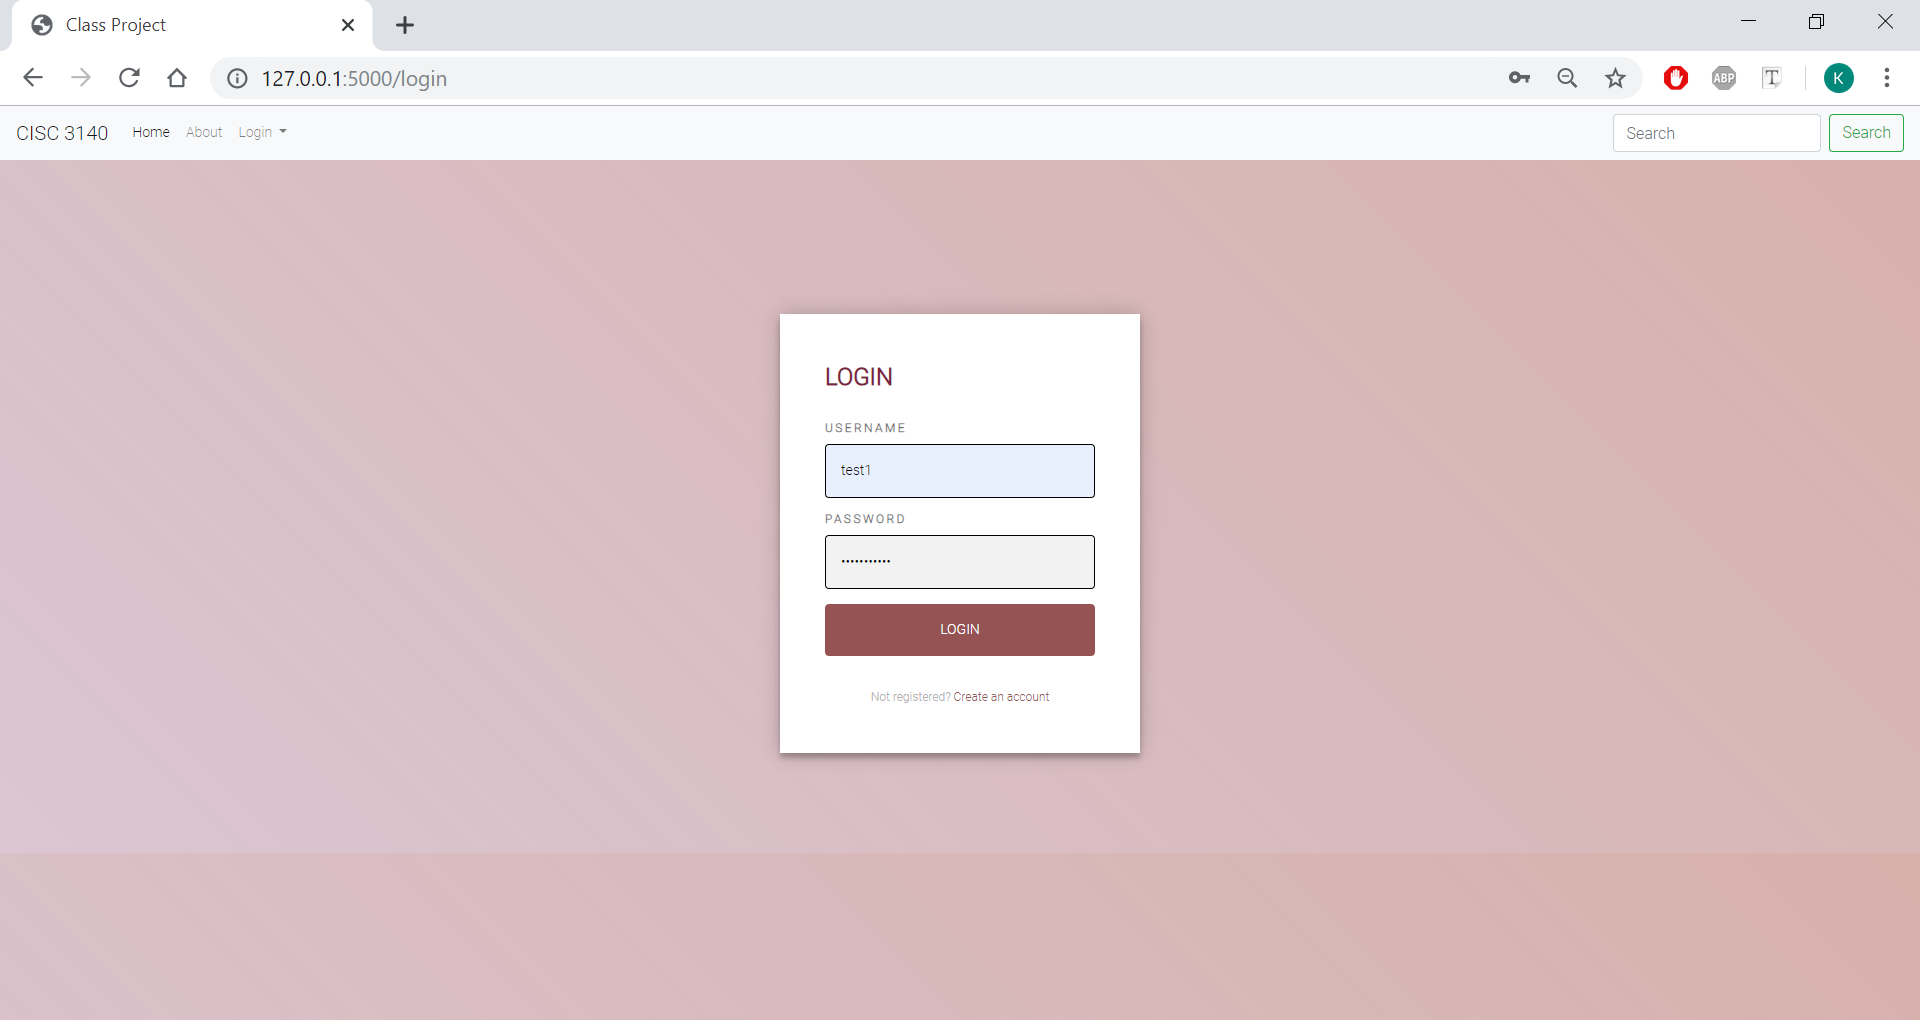 Class Project
127.0.0.1:5000/login
ABP
T
K
CISC 3140 Home About Login
Search
Search
LOGIN
USERNAME
test1
PASSWORD
•••••••••••
LOGIN
Not registered? Create an account